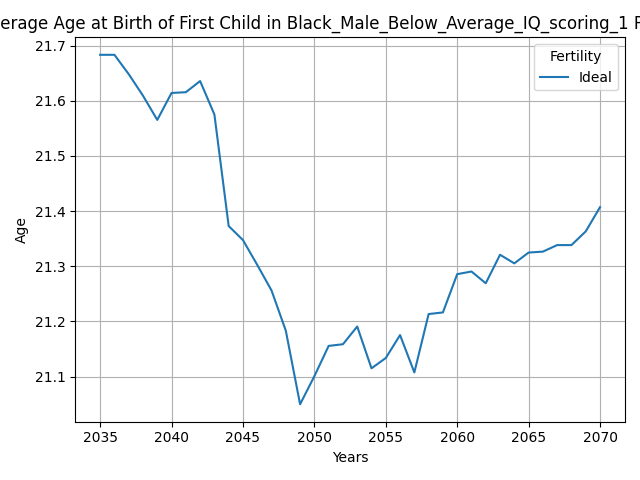 erage Age at Birth of First Child in Black_Male_Below_Average_IQ_scoring_1
21.7
21.6
21.5
21.4
21.3
21.2
21.1
Age
Fertility
Ideal
2035 2040 2045 2050 2055 2060 2065 2070
Years